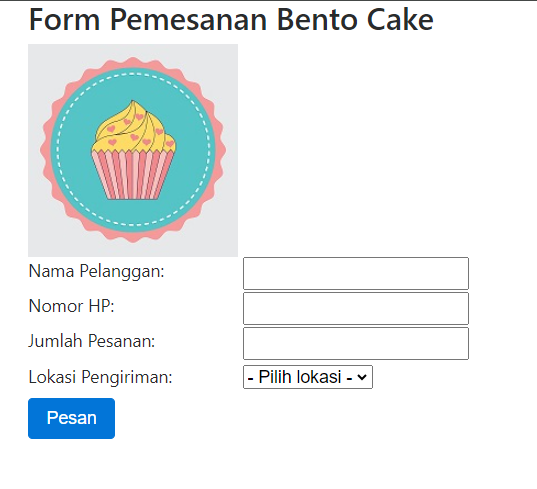 Form Pemesanan Bento Cake
Nama Pelanggan:
Nomor HP:
Jumlah Pesanan:
Lokasi Pengiriman: - Pilih lokasi -
Pesan